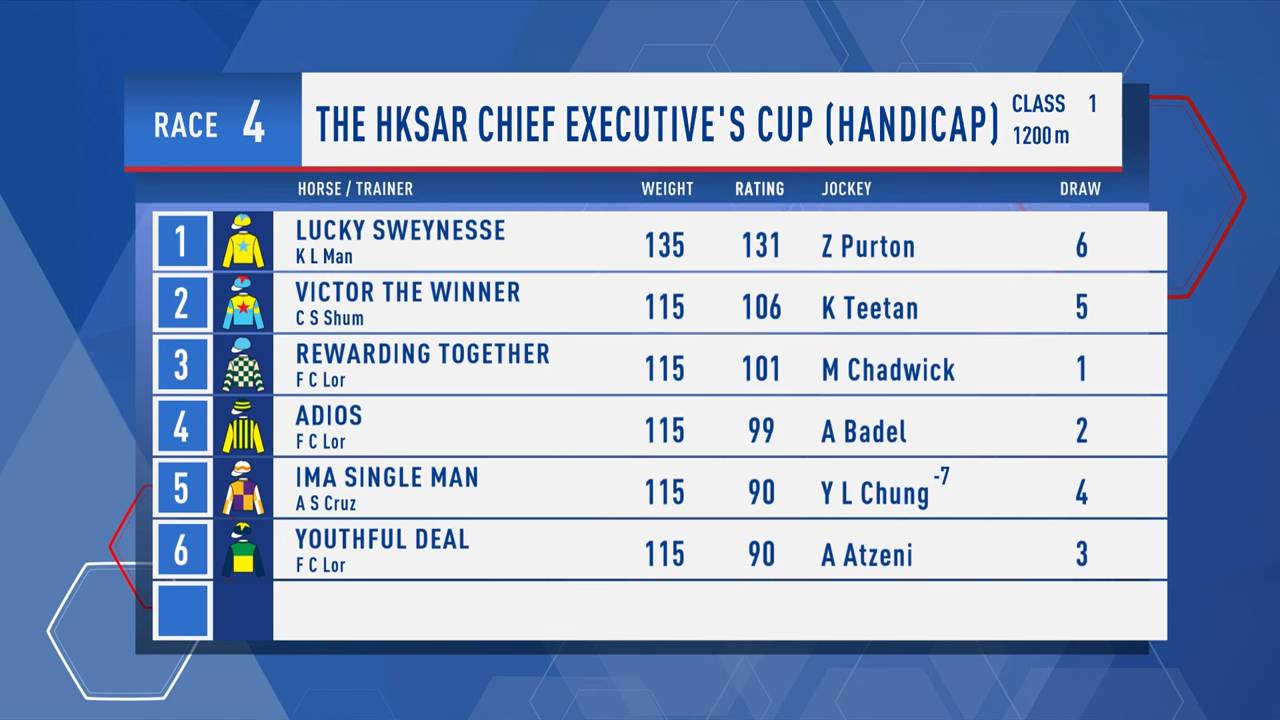 RACE 4 THE HKSAR CHIEF EXECUTIVE'S CUP (HANDICAP) CLASS 1
1200 m
HORSE / TRAINER WEIGHT RATING JOCKEY DRAW
1 LUCKY SWEYNESSE 135 131 Z Purton 6
K L Man
2 VICTOR THE WINNER 115 106 K Teetan 5
C S Shum
3 REWARDING TOGETHER 115 101 M Chadwick 1
F C Lor
4 ADIOS 115 99 A Badel 2
F C Lor
5 IMA SINGLE MAN 115 90 Y L Chung -7 4
A S Cruz
6 YOUTHFUL DEAL 115 90 A Atzeni 3
F C Lor